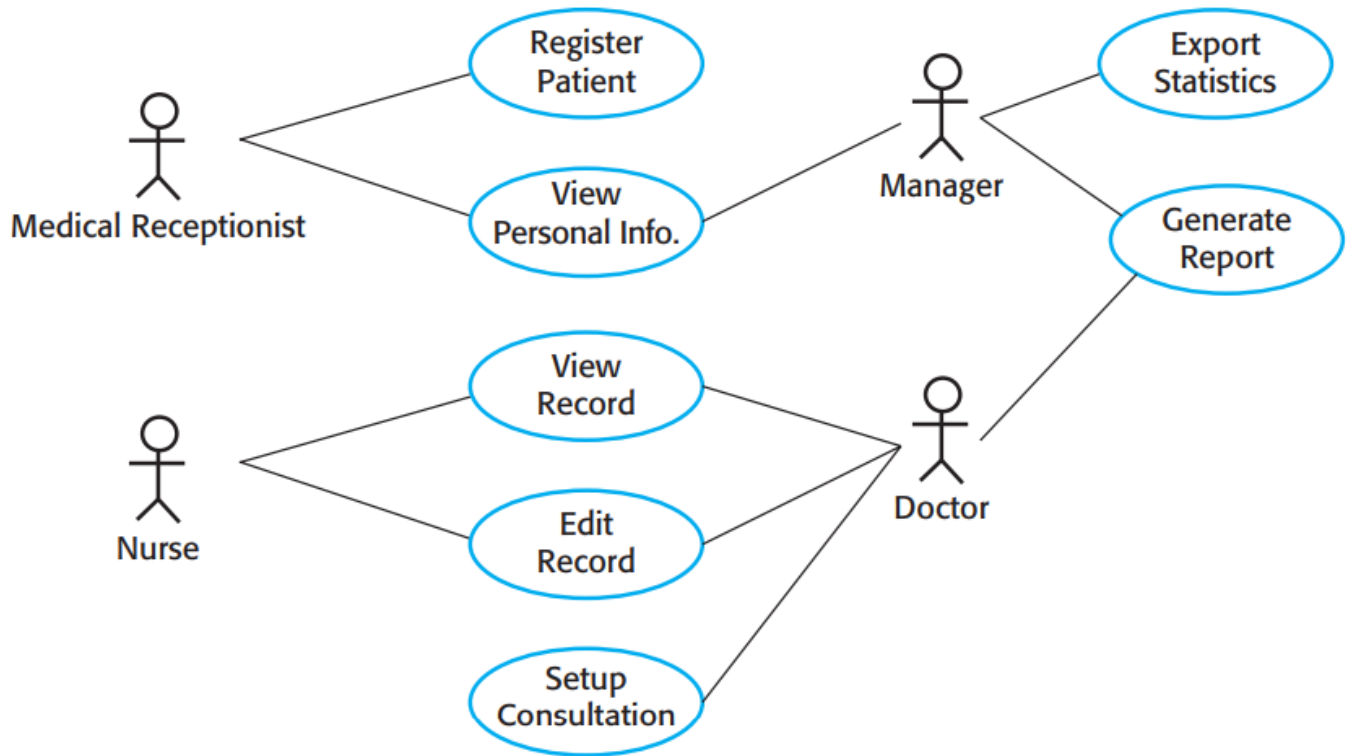 Register
Patient
Export
Statistics
Manager
Medical Receptionist
View
Personal Info.
Generate
Report
View
Record
Doctor
Nurse
Edit
Record
Setup
Consultation